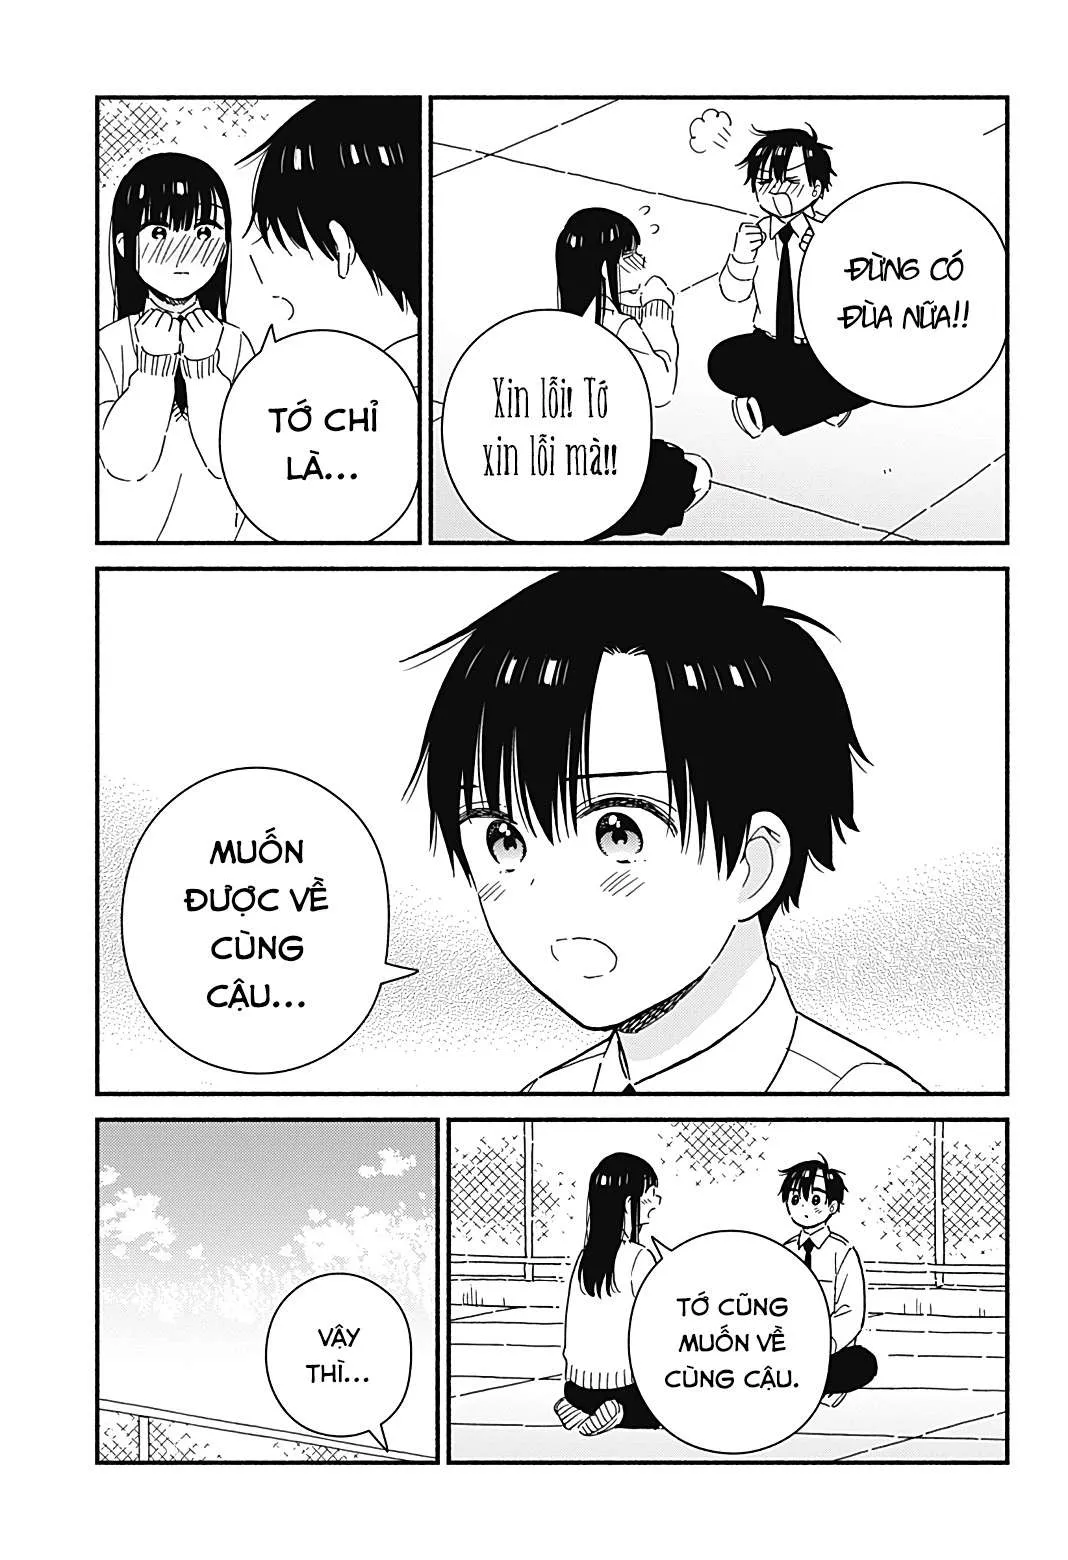 ĐỪNG CÓ
ĐÙA NỮA!!
Xin lỗi! Tớ
xin lỗi mà!!
TỚ CHỈ
LÀ...
MUỐN
ĐƯỢC VỀ
CÙNG
CẬU...
TỚ CŨNG
MUỐN VỀ
CÙNG CẬU.
VẬY
THÌ...